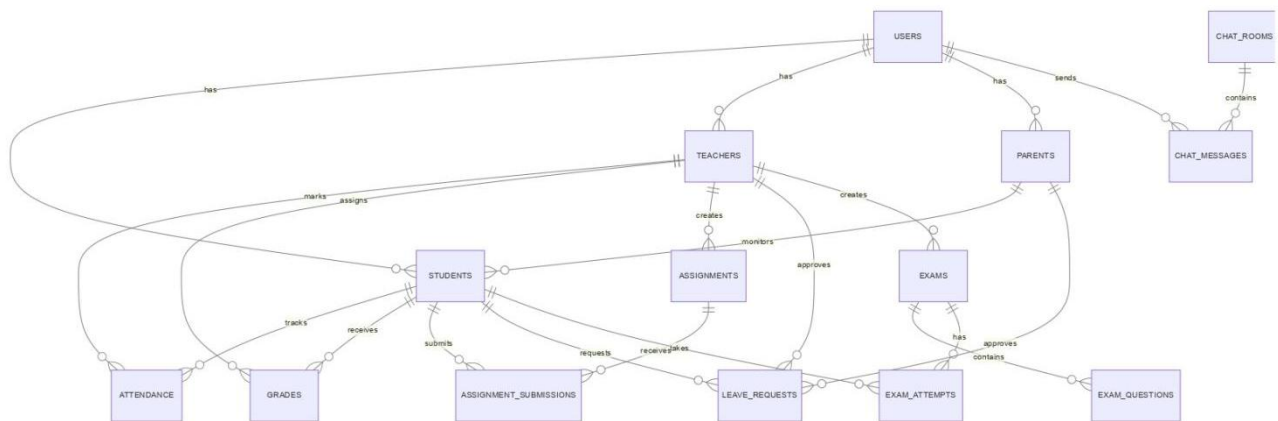 USERS
CHAT_ROOMS
has
has
has
sends
contains
TEACHERS
PARENTS
CHAT_MESSAGES
marks
assigns
creates
creates
monitors
approves
STUDENTS
ASSIGNMENTS
EXAMS
tracks
receives
submits
requests
receives
takes
has
approves
contains
ATTENDANCE
GRADES
ASSIGNMENT_SUBMISSIONS
LEAVE_REQUESTS
EXAM_ATTEMPTS
EXAM_QUESTIONS